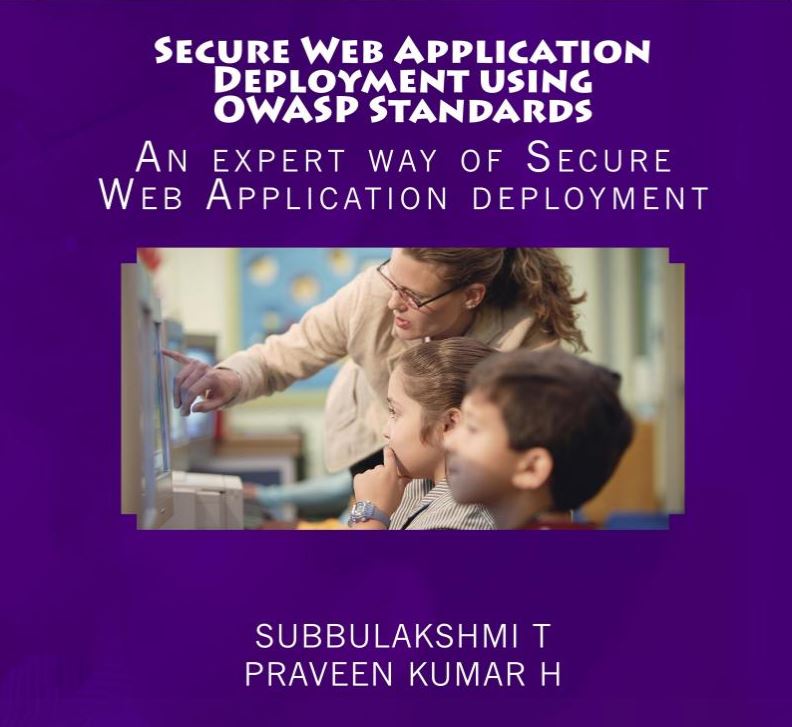 Secure Web Application
Deployment using
OWASP Standards
An expert way of Secure
Web Application deployment
SUBBULAKSHMI T
PRAVEEN KUMAR H